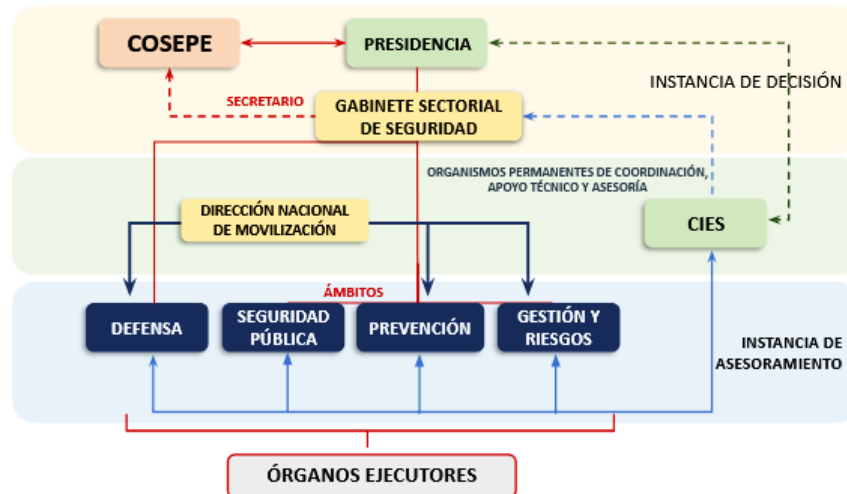 COSEPE
PRESIDENCIA
INSTANCIA DE DECISIÓN
SECRETARIO
GABINETE SECTORIAL
DE SEGURIDAD
ORGANISMOS PERMANENTES DE COORDINACIÓN,
APOYO TÉCNICO Y ASESORÍA
DIRECCIÓN NACIONAL
DE MOVILIZACIÓN
CIES
ÁMBITOS
DEFENSA
SEGURIDAD
PÚBLICA
PREVENCIÓN
GESTIÓN Y
RIESGOS
INSTANCIA DE
ASESORAMIENTO
ÓRGANOS EJECUTORES